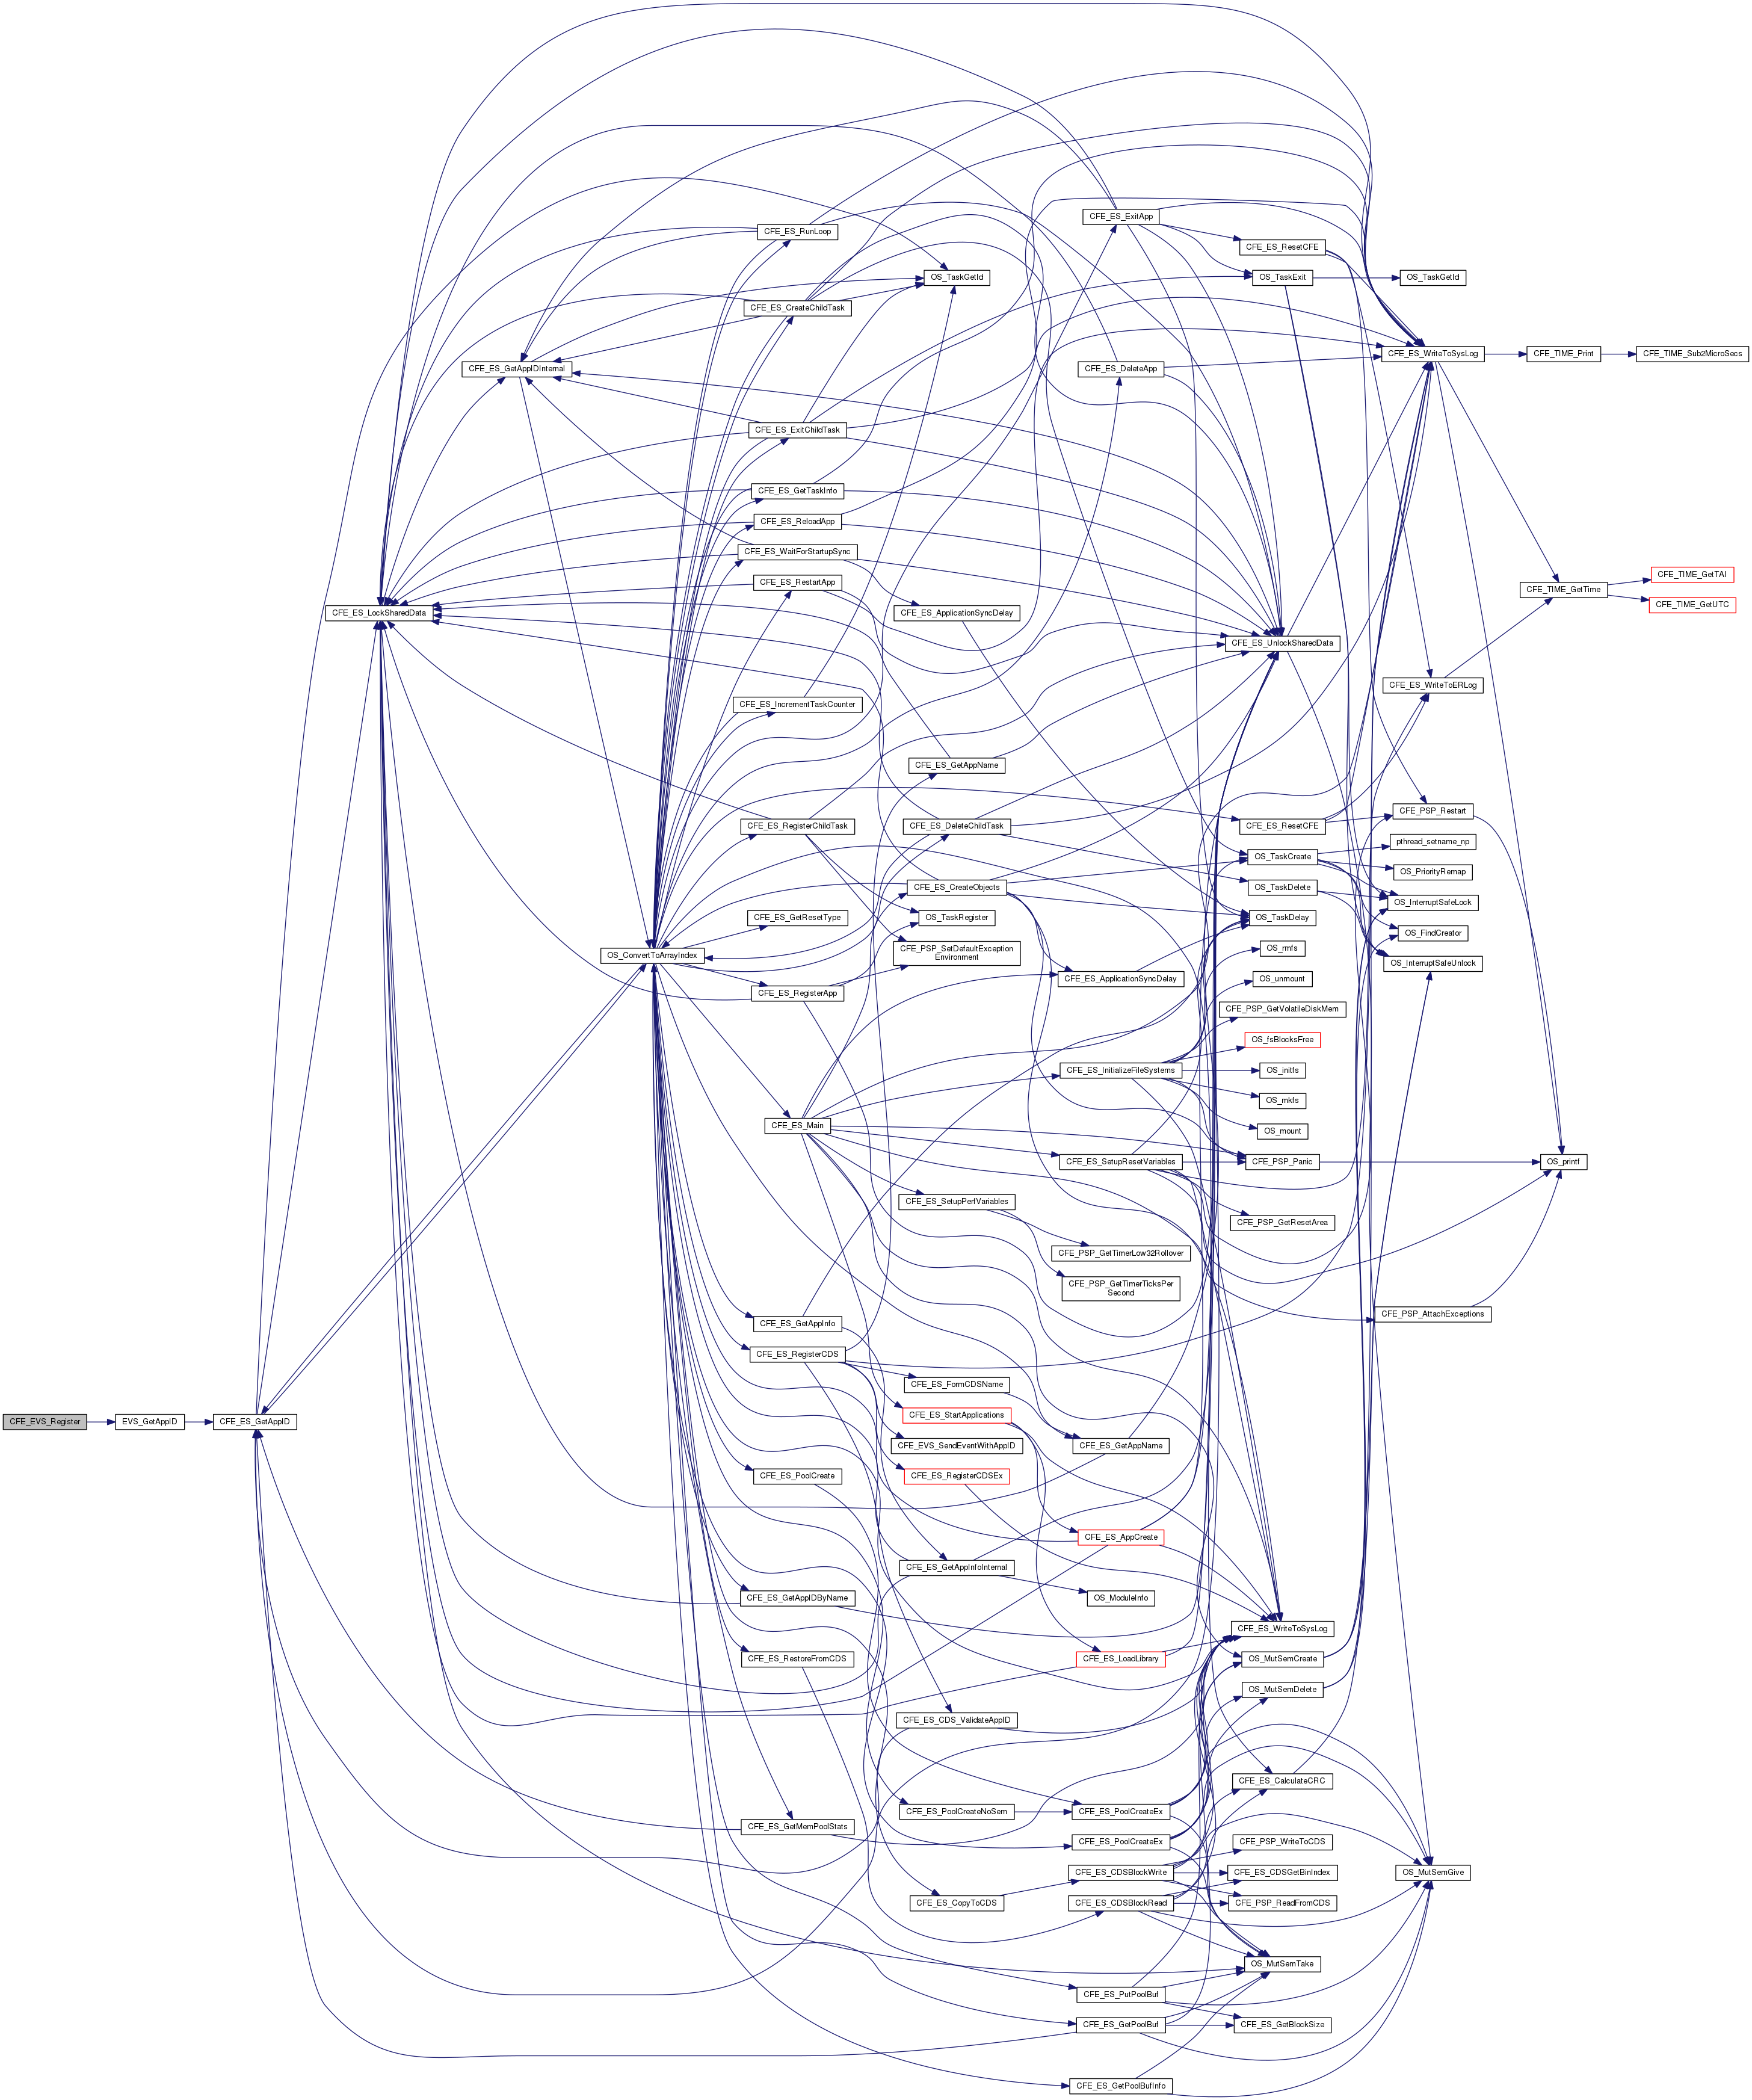 CFE_ES_RunLoop
CFE_ES_ExitApp
CFE_ES_ResetCFE
OS_TaskGetId
OS_TaskExit
OS_TaskGetId
CFE_ES_CreateChildTask
CFE_ES_WriteToSysLog
CFE_TIME_Print
CFE_TIME_Sub2MicroSecs
CFE_ES_GetAppIDInternal
CFE_ES_DeleteApp
CFE_ES_ExitChildTask
CFE_ES_GetTaskInfo
CFE_ES_ReloadApp
CFE_ES_WaitForStartupSync
CFE_TIME_GetTAI
CFE_ES_RestartApp
CFE_TIME_GetTime
CFE_TIME_GetUTC
CFE_ES_LockSharedData
CFE_ES_ApplicationSyncDelay
CFE_ES_UnlockSharedData
CFE_ES_WriteToERLog
CFE_ES_IncrementTaskCounter
CFE_ES_GetAppName
CFE_PSP_Restart
CFE_ES_RegisterChildTask
CFE_ES_DeleteChildTask
CFE_ES_ResetCFE
pthread_setname_np
OS_TaskCreate
OS_PriorityRemap
CFE_ES_CreateObjects
OS_TaskDelete
OS_InterruptSafeLock
CFE_ES_GetResetType
OS_TaskRegister
OS_TaskDelay
OS_FindCreator
OS_ConvertToArrayIndex
CFE_PSP_SetDefaultException
Environment
OS_rmfs
OS_InterruptSafeUnlock
CFE_ES_RegisterApp
CFE_ES_ApplicationSyncDelay
OS_unmount
CFE_PSP_GetVolatileDiskMem
OS_fsBlocksFree
CFE_ES_InitializeFileSystems
OS_initfs
OS_mkfs
CFE_ES_Main
OS_mount
CFE_ES_SetupResetVariables
CFE_PSP_Panic
OS_printf
CFE_ES_SetupPerfVariables
CFE_PSP_GetResetArea
CFE_PSP_GetTimerLow32Rollover
CFE_PSP_GetTimerTicksPer
Second
CFE_PSP_AttachExceptions
CFE_ES_GetAppInfo
CFE_ES_RegisterCDS
CFE_ES_FormCDSName
CFE_EVS_Register
EVS_GetAppID
CFE_ES_GetAppID
CFE_ES_StartApplications
CFE_EVS_SendEventWithAppID
CFE_ES_GetAppName
CFE_ES_PoolCreate
CFE_ES_RegisterCDSEx
CFE_ES_AppCreate
CFE_ES_GetAppInfoInternal
CFE_ES_GetAppIDByName
OS_ModuleInfo
CFE_ES_WriteToSysLog
CFE_ES_RestoreFromCDS
CFE_ES_LoadLibrary
OS_MutSemCreate
OS_MutSemDelete
CFE_ES_CDS_ValidateAppID
CFE_ES_CalculateCRC
CFE_ES_GetMemPoolStats
CFE_ES_PoolCreateNoSem
CFE_ES_PoolCreateEx
CFE_ES_PoolCreateEx
CFE_PSP_WriteToCDS
CFE_ES_CDSBlockWrite
CFE_ES_CDSGetBinIndex
OS_MutSemGive
CFE_ES_CopyToCDS
CFE_ES_CDSBlockRead
CFE_PSP_ReadFromCDS
OS_MutSemTake
CFE_ES_PutPoolBuf
CFE_ES_GetPoolBuf
CFE_ES_GetBlockSize
CFE_ES_GetPoolBufInfo